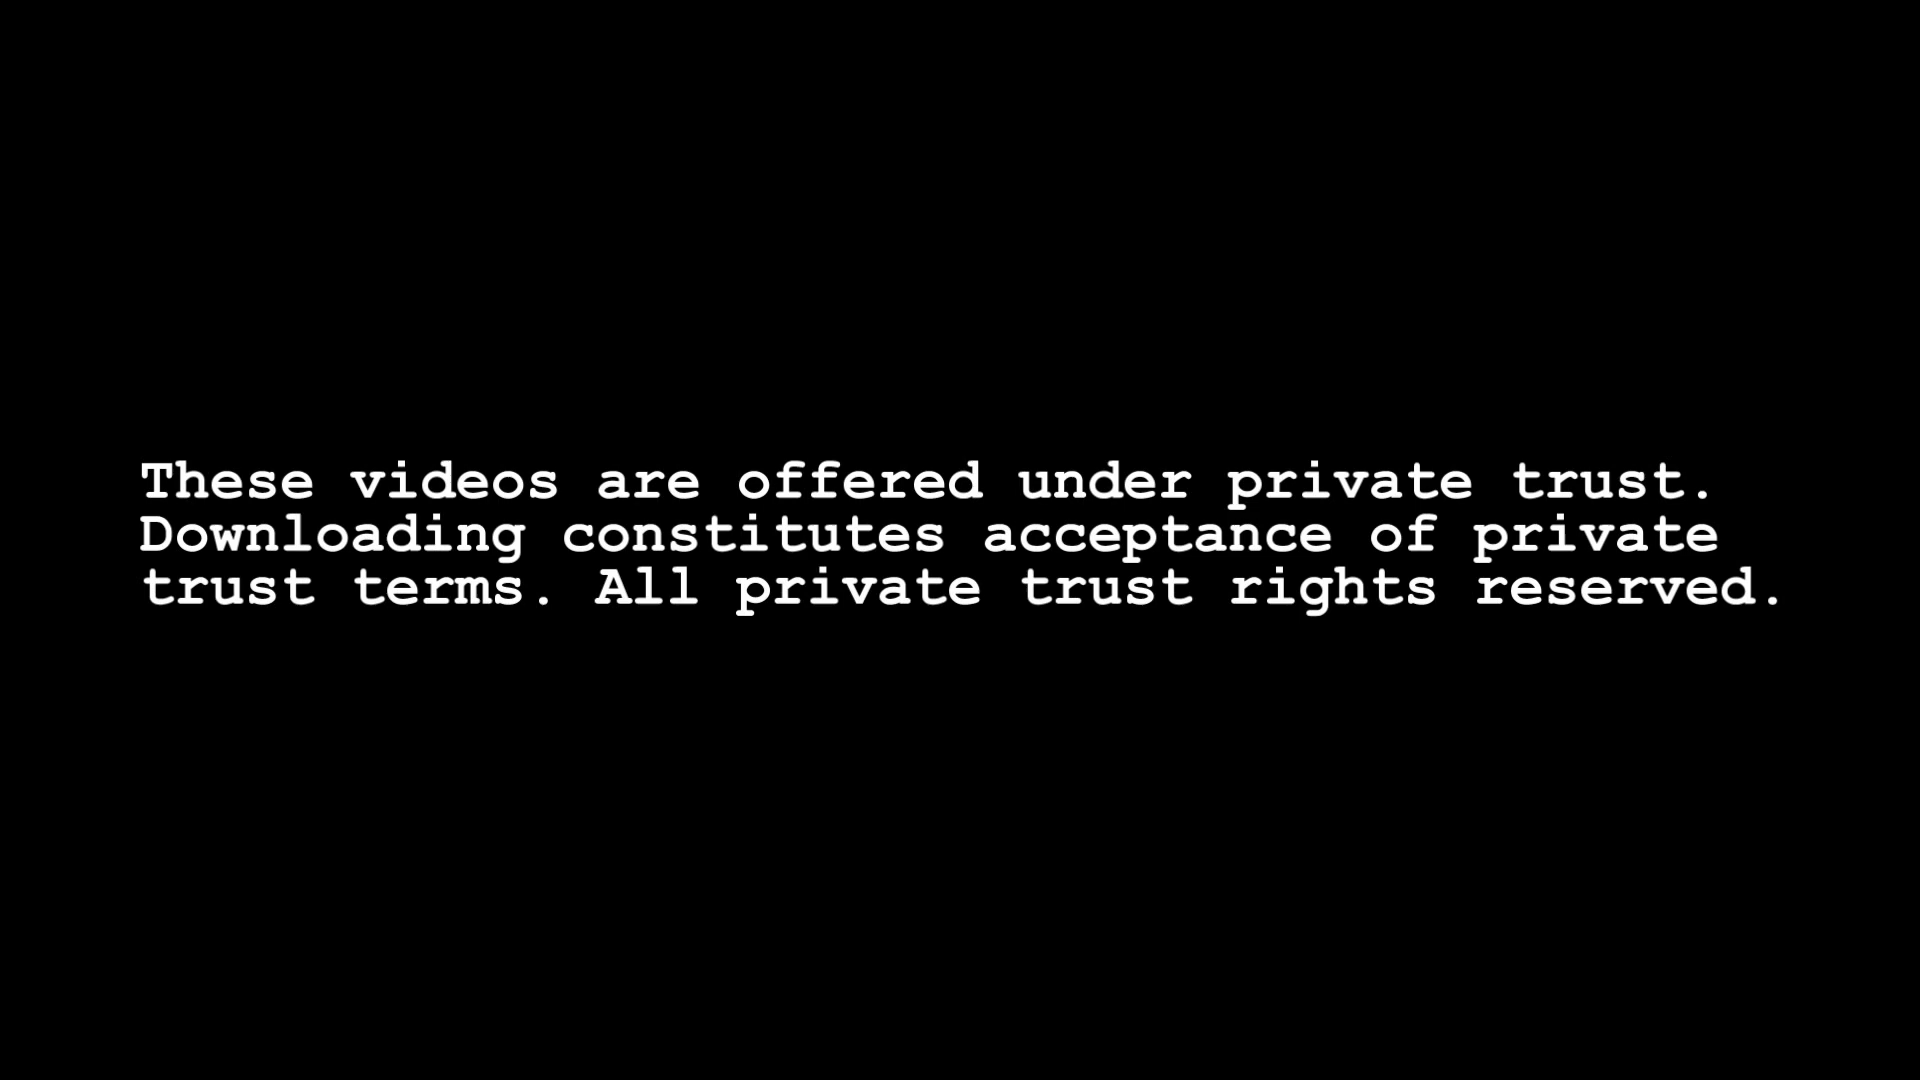 These videos are offered under private trust.
Downloading constitutes acceptance of private
trust terms. All private trust rights reserved.